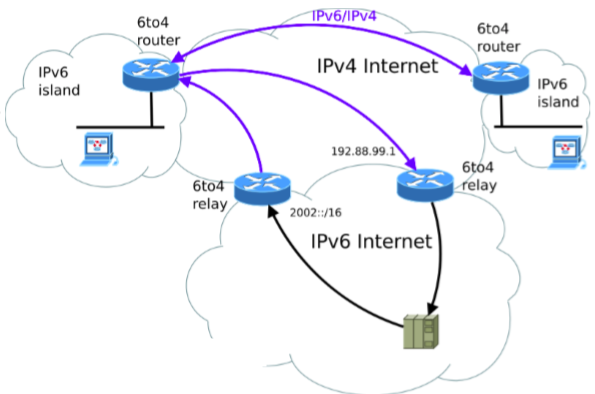 IPv6/IPv4
6to4
router
6to4
router
IPv6
island
IPv4 Internet
IPv6
island
192.88.99.1
6to4
relay
6to4
relay
2002::/16
IPv6 Internet